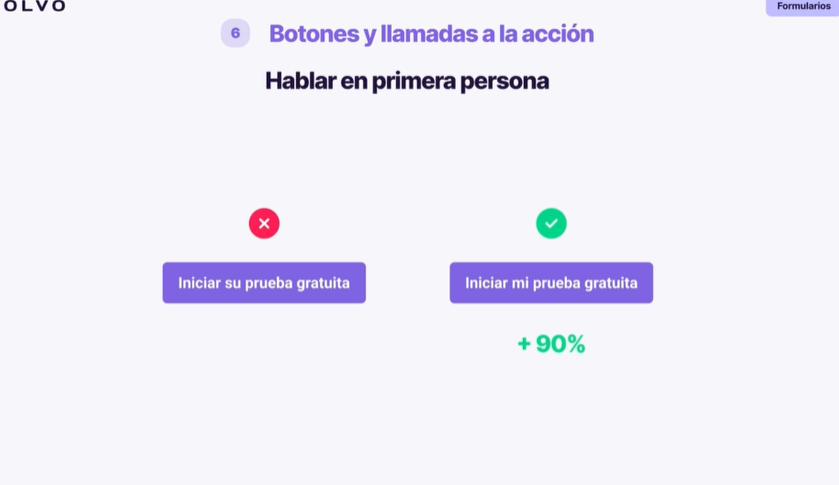 OLVO
Formularios
6 Botones y llamadas a la acción
Hablar en primera persona
Iniciar su prueba gratuita
Iniciar mi prueba gratuita
+ 90%